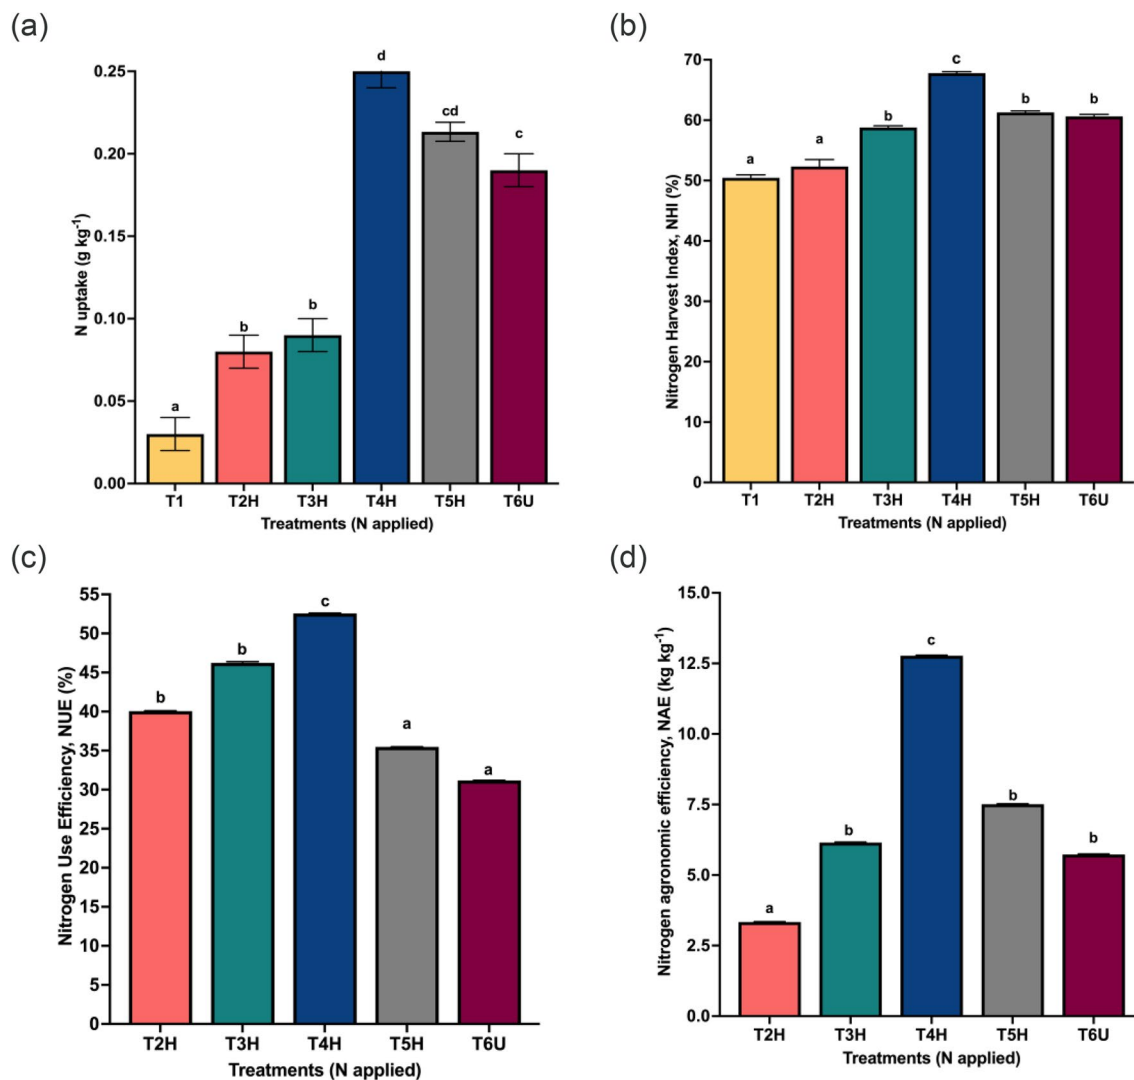 (a)
N uptake (g kg⁻¹)
0.25
0.20
0.15
0.10
0.05
0.00
a
b
b
d
cd
c
T1 T2H T3H T4H T5H T6U
Treatments (N applied)
(b)
Nitrogen Harvest Index, NHI (%)
70
60
50
40
30
20
10
0
a
a
b
c
b
b
T1 T2H T3H T4H T5H T6U
Treatments (N applied)
(c)
Nitrogen Use Efficiency, NUE (%)
55
50
45
40
35
30
25
20
15
10
5
0
b
b
c
a
a
T2H T3H T4H T5H T6U
Treatments (N applied)
(d)
Nitrogen agronomic efficiency, NAE (kg kg⁻¹)
15.0
12.5
10.0
7.5
5.0
2.5
0.0
a
b
c
b
b
T2H T3H T4H T5H T6U
Treatments (N applied)